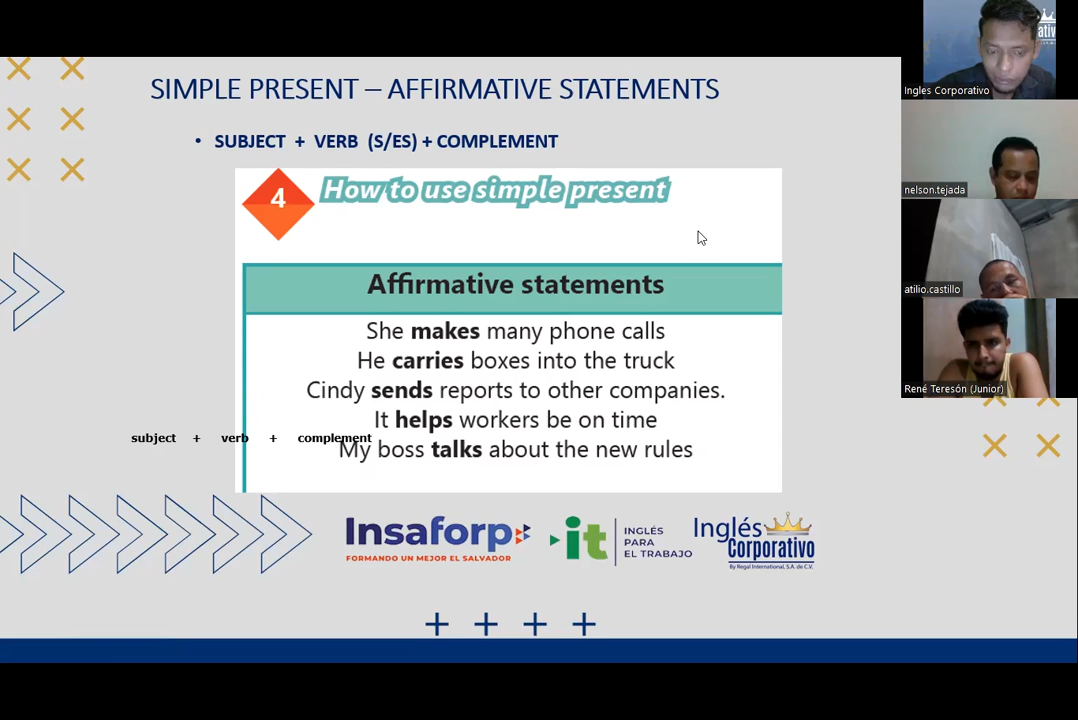 SIMPLE PRESENT – AFFIRMATIVE STATEMENTS
• SUBJECT + VERB (S/ES) + COMPLEMENT
4
How to use simple present
Affirmative statements
She makes many phone calls
He carries boxes into the truck
Cindy sends reports to other companies.
It helps workers be on time
My boss talks about the new rules
subject + verb + complement
Insaforp
FORMANDO UN MEJOR EL SALVADOR
it
INGLÉS
PARA
EL TRABAJO
Inglés
Corporativo
By Regal International, S.A. de C.V.
Ingles Corporativo
nelson.tejada
atilio.castillo
René Teresón (Junior)